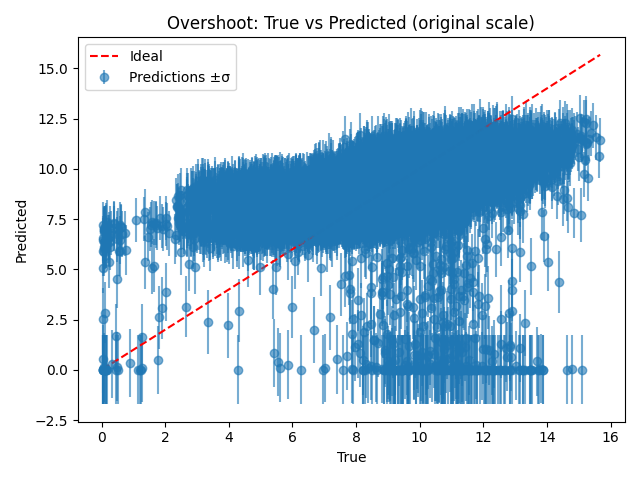 Overshoot: True vs Predicted (original scale)
Ideal
Predictions ±σ
15.0
12.5
10.0
7.5
5.0
2.5
0.0
−2.5
Predicted
0 2 4 6 8 10 12 14 16
True